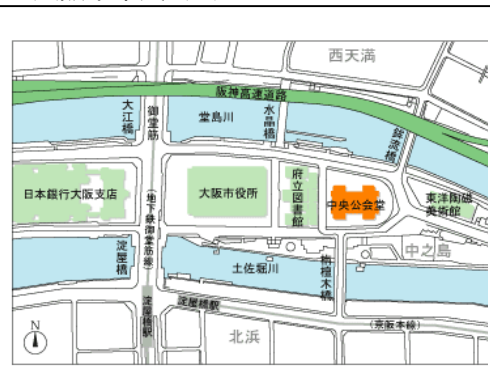 西天満
阪神高速道路
大江橋
御堂筋
堂島川
水晶橋
鉾流橋
日本銀行大阪支店
(地下鉄御堂筋線)
大阪市役所
府立図書館
中央公会堂
東洋陶磁
美術館
中之島
淀屋橋
土佐堀川
栴檀木橋
淀屋橋駅
淀屋橋駅
(京阪本線)
北浜
N